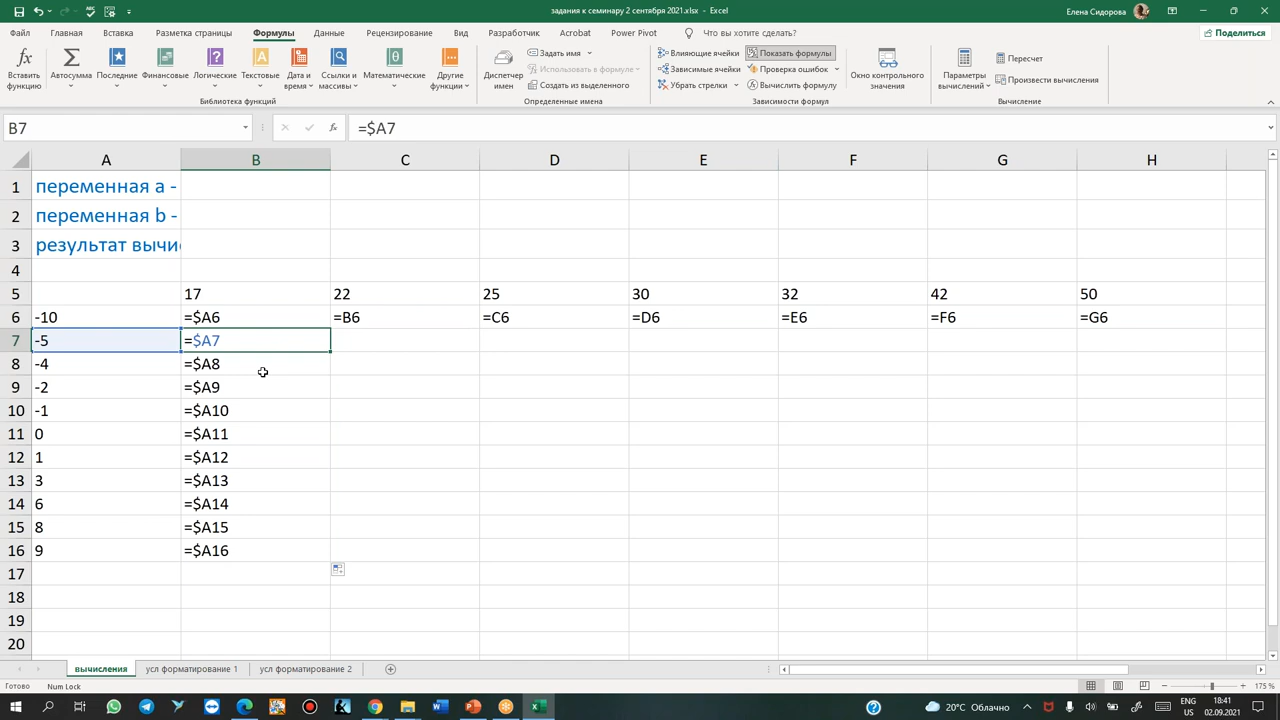 задания к семинару 2 сентября 2021.xlsx - Excel
Елена Сидорова
Файл Главная Вставка Разметка страницы Формулы Данные Рецензирование Вид Разработчик Acrobat Power Pivot Что вы хотите сделать? Поделиться
Вставить функцию
Автосумма
Последние
Финансовые
Логические
Текстовые
Дата и время
Ссылки и массивы
Математические
Другие функции
Библиотека функций
Диспетчер имен
Задать имя
Использовать в формуле
Создать из выделенного
Определенные имена
Влияющие ячейки
Зависимые ячейки
Убрать стрелки
Показать формулы
Проверка ошибок
Вычислить формулу
Зависимости формул
Окно контрольного значения
Параметры вычислений
Пересчет
Произвести вычисления
Вычисление
B7 fx =$A7
A B C D E F G H
1 переменная a -
2 переменная b -
3 результат вычи
4
5 17 22 25 30 32 42 50
6 -10 =$A6 =B6 =C6 =D6 =E6 =F6 =G6
7 -5 =$A7
8 -4 =$A8
9 -2 =$A9
10 -1 =$A10
11 0 =$A11
12 1 =$A12
13 3 =$A13
14 6 =$A14
15 8 =$A15
16 9 =$A16
17
18
19
20
вычисления усл форматирование 1 усл форматирование 2
Готово Num Lock 175 %
20°C Облачно ENG 18:41
US 02.09.2021